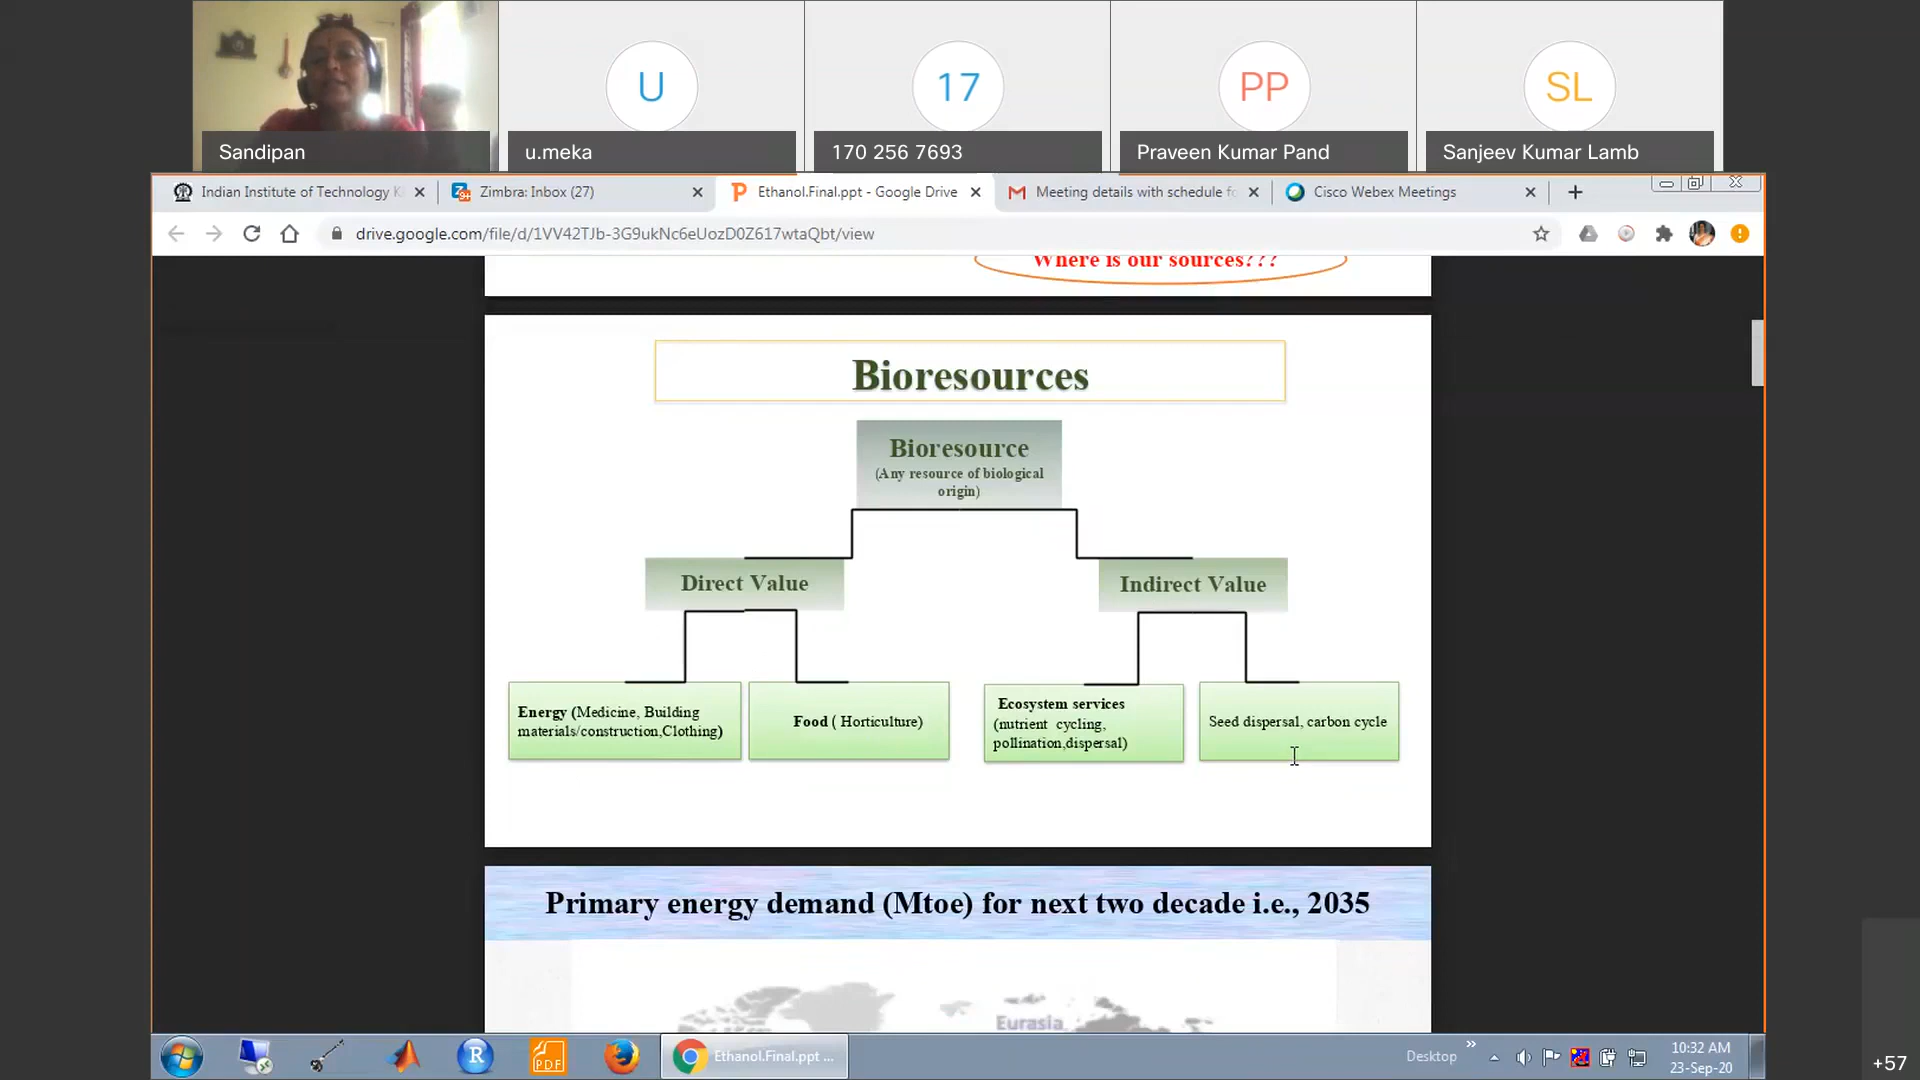 U
17
PP
SL
Sandipan
u.meka
170 256 7693
Praveen Kumar Pand
Sanjeev Kumar Lamb
Indian Institute of Technology K
Zimbra: Inbox (27)
Ethanol.Final.ppt - Google Drive
Meeting details with schedule fo
Cisco Webex Meetings
drive.google.com/file/d/1VV42TJb-3G9ukNc6eUozD0Z617wtaQbt/view
Where is our sources???
Bioresources
Bioresource
(Any resource of biological
origin)
Direct Value
Indirect Value
Energy (Medicine, Building
materials/construction,Clothing)
Food ( Horticulture)
Ecosystem services
(nutrient cycling,
pollination,dispersal)
Seed dispersal, carbon cycle
Primary energy demand (Mtoe) for next two decade i.e., 2035
Eurasia
R
PDF
Ethanol.Final.ppt ...
Desktop
10:32 AM
23-Sep-20
+57